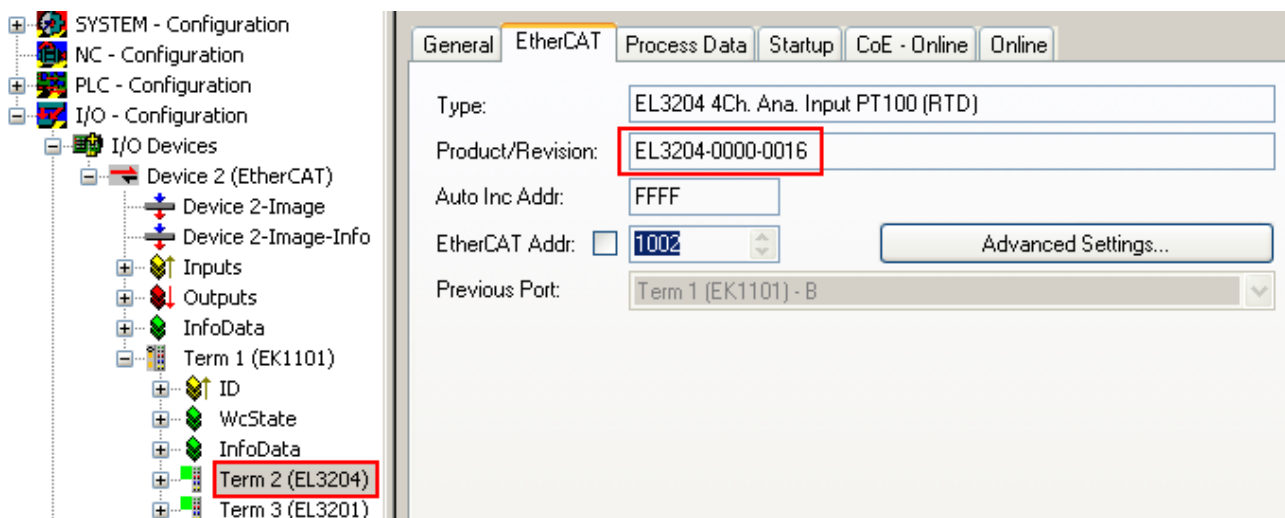 SYSTEM - Configuration
NC - Configuration
PLC - Configuration
I/O - Configuration
I/O Devices
Device 2 (EtherCAT)
Device 2-Image
Device 2-Image-Info
Inputs
Outputs
InfoData
Term 1 (EK1101)
ID
WcState
InfoData
Term 2 (EL3204)
Term 3 (EL3201)
General EtherCAT Process Data Startup CoE - Online Online
Type: EL3204 4Ch. Ana. Input PT100 (RTD)
Product/Revision: EL3204-0000-0016
Auto Inc Addr: FFFF
EtherCAT Addr: 1002 Advanced Settings...
Previous Port: Term 1 (EK1101) - B